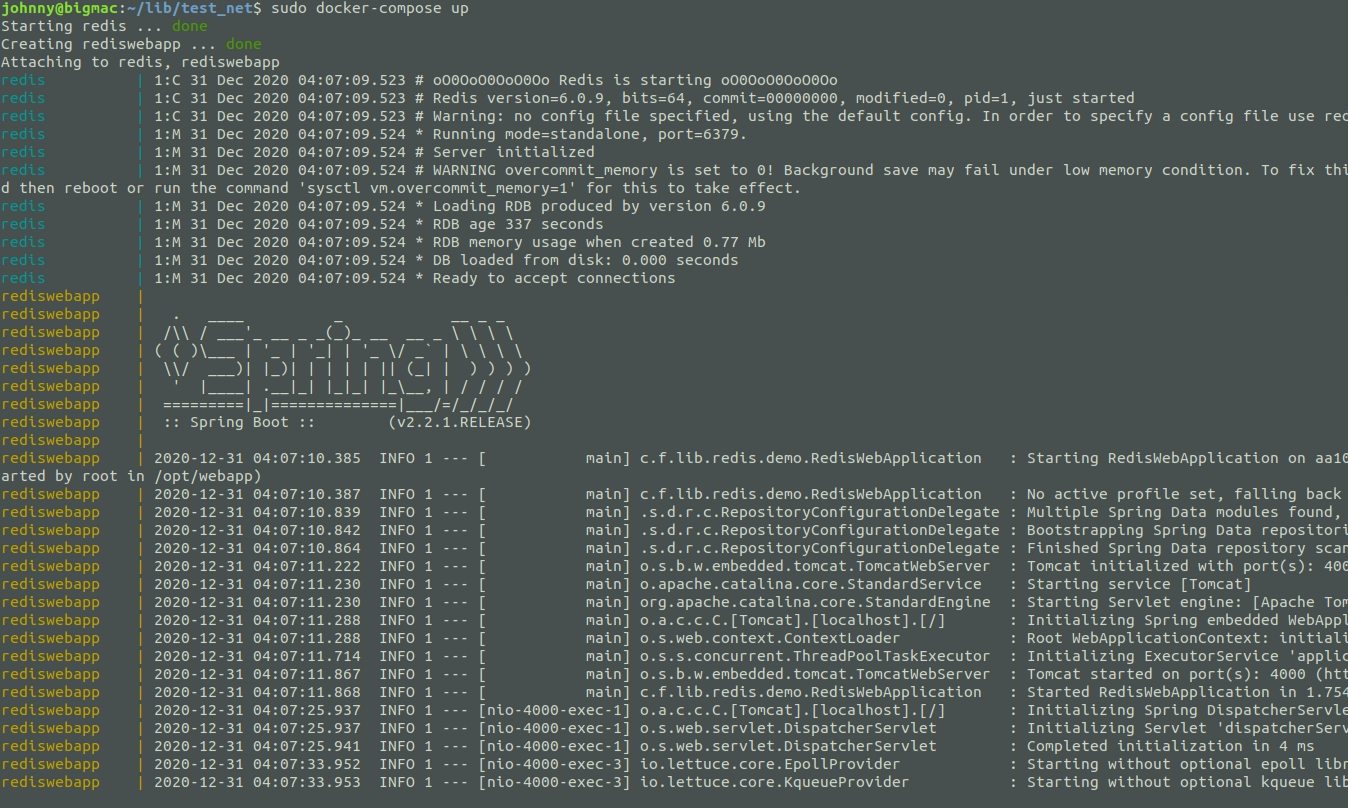 johnny@bigmac:~/lib/test_net$ sudo docker-compose up
Starting redis ... done
Creating rediswebapp ... done
Attaching to redis, rediswebapp
redis          | 1:C 31 Dec 2020 04:07:09.523 # oO0OoO0OoO0Oo Redis is starting oO0OoO0OoO0Oo
redis          | 1:C 31 Dec 2020 04:07:09.523 # Redis version=6.0.9, bits=64, commit=00000000, modified=0, pid=1, just started
redis          | 1:C 31 Dec 2020 04:07:09.523 # Warning: no config file specified, using the default config. In order to specify a config file use rec
redis          | 1:M 31 Dec 2020 04:07:09.524 * Running mode=standalone, port=6379.
redis          | 1:M 31 Dec 2020 04:07:09.524 # Server initialized
redis          | 1:M 31 Dec 2020 04:07:09.524 # WARNING overcommit_memory is set to 0! Background save may fail under low memory condition. To fix thi
d then reboot or run the command 'sysctl vm.overcommit_memory=1' for this to take effect.
redis          | 1:M 31 Dec 2020 04:07:09.524 * Loading RDB produced by version 6.0.9
redis          | 1:M 31 Dec 2020 04:07:09.524 * RDB age 337 seconds
redis          | 1:M 31 Dec 2020 04:07:09.524 * RDB memory usage when created 0.77 Mb
redis          | 1:M 31 Dec 2020 04:07:09.524 * DB loaded from disk: 0.000 seconds
redis          | 1:M 31 Dec 2020 04:07:09.524 * Ready to accept connections
rediswebapp    |
rediswebapp    |   .   ____          _            __ _ _
rediswebapp    |  /\\ / ___'_ __ _ _(_)_ __  __ _ \ \ \ \
rediswebapp    | ( ( )\___ | '_ | '_| | '_ \/ _` | \ \ \ \
rediswebapp    |  \\/  ___)| |_)| | | | | || (_| |  ) ) ) )
rediswebapp    |   '  |____| .__|_| |_|_| |_\__, | / / / /
rediswebapp    |  =========|_|==============|___/=/_/_/_/
rediswebapp    |  :: Spring Boot ::        (v2.2.1.RELEASE)
rediswebapp    |
rediswebapp    | 2020-12-31 04:07:10.385  INFO 1 --- [           main] c.f.lib.redis.demo.RedisWebApplication   : Starting RedisWebApplication on aa10
arted by root in /opt/webapp)
rediswebapp    | 2020-12-31 04:07:10.387  INFO 1 --- [           main] c.f.lib.redis.demo.RedisWebApplication   : No active profile set, falling back
rediswebapp    | 2020-12-31 04:07:10.839  INFO 1 --- [           main] .s.d.r.c.RepositoryConfigurationDelegate : Multiple Spring Data modules found,
rediswebapp    | 2020-12-31 04:07:10.842  INFO 1 --- [           main] .s.d.r.c.RepositoryConfigurationDelegate : Bootstrapping Spring Data repositori
rediswebapp    | 2020-12-31 04:07:10.864  INFO 1 --- [           main] .s.d.r.c.RepositoryConfigurationDelegate : Finished Spring Data repository scan
rediswebapp    | 2020-12-31 04:07:11.222  INFO 1 --- [           main] o.s.b.w.embedded.tomcat.TomcatWebServer  : Tomcat initialized with port(s): 400
rediswebapp    | 2020-12-31 04:07:11.230  INFO 1 --- [           main] o.apache.catalina.core.StandardService   : Starting service [Tomcat]
rediswebapp    | 2020-12-31 04:07:11.230  INFO 1 --- [           main] org.apache.catalina.core.StandardEngine  : Starting Servlet engine: [Apache Tom
rediswebapp    | 2020-12-31 04:07:11.288  INFO 1 --- [           main] o.a.c.c.C.[Tomcat].[localhost].[/]       : Initializing Spring embedded WebAppl
rediswebapp    | 2020-12-31 04:07:11.288  INFO 1 --- [           main] o.s.web.context.ContextLoader            : Root WebApplicationContext: initiali
rediswebapp    | 2020-12-31 04:07:11.714  INFO 1 --- [           main] o.s.s.concurrent.ThreadPoolTaskExecutor  : Initializing ExecutorService 'applic
rediswebapp    | 2020-12-31 04:07:11.867  INFO 1 --- [           main] o.s.b.w.embedded.tomcat.TomcatWebServer  : Tomcat started on port(s): 4000 (htt
rediswebapp    | 2020-12-31 04:07:11.868  INFO 1 --- [           main] c.f.lib.redis.demo.RedisWebApplication   : Started RedisWebApplication in 1.754
rediswebapp    | 2020-12-31 04:07:25.937  INFO 1 --- [nio-4000-exec-1] o.a.c.c.C.[Tomcat].[localhost].[/]       : Initializing Spring DispatcherServle
rediswebapp    | 2020-12-31 04:07:25.937  INFO 1 --- [nio-4000-exec-1] o.s.web.servlet.DispatcherServlet        : Initializing Servlet 'dispatcherServ
rediswebapp    | 2020-12-31 04:07:25.941  INFO 1 --- [nio-4000-exec-1] o.s.web.servlet.DispatcherServlet        : Completed initialization in 4 ms
rediswebapp    | 2020-12-31 04:07:33.952  INFO 1 --- [nio-4000-exec-3] io.lettuce.core.EpollProvider            : Starting without optional epoll libr
rediswebapp    | 2020-12-31 04:07:33.953  INFO 1 --- [nio-4000-exec-3] io.lettuce.core.KqueueProvider           : Starting without optional kqueue lib